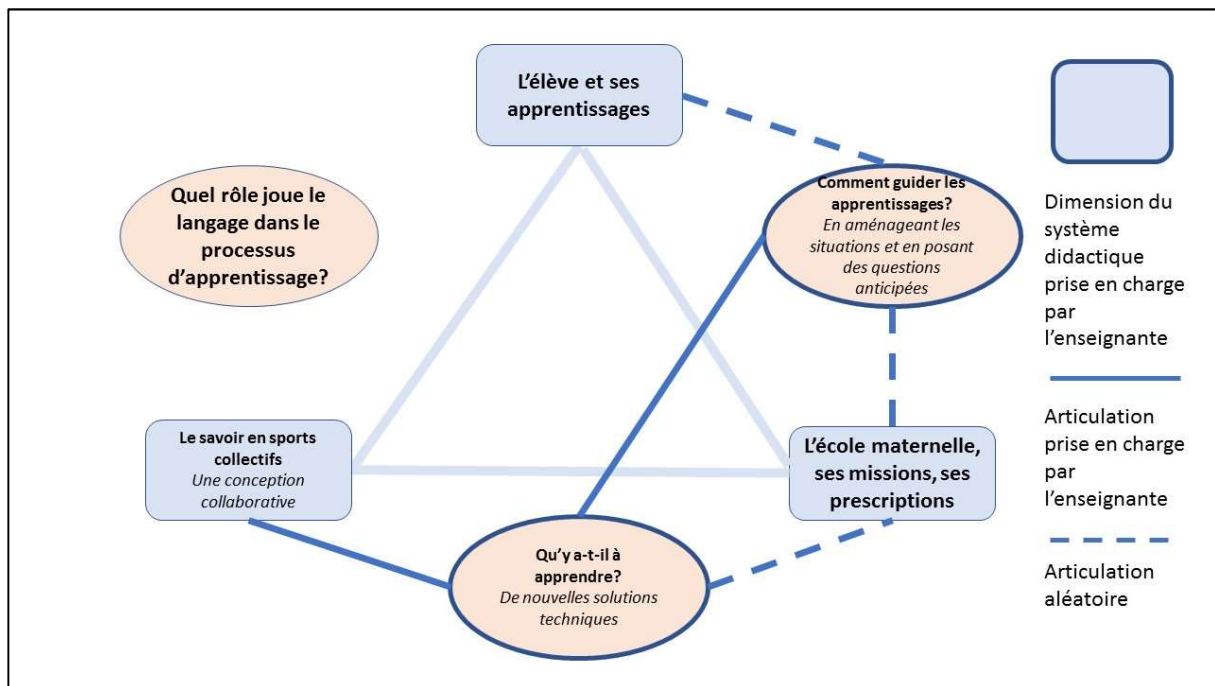 L'élève et ses
apprentissages
Quel rôle joue le
langage dans le
processus
d'apprentissage?
Comment guider les
apprentissages?
En aménageant les
situations et en posant
des questions
anticipées
Le savoir en sports
collectifs
Une conception
collaborative
L'école maternelle,
ses missions, ses
prescriptions
Qu'y a-t-il à
apprendre?
De nouvelles solutions
techniques
Dimension du
système
didactique
prise en charge
par
l'enseignante
Articulation
prise en charge
par
l'enseignante
Articulation
aléatoire